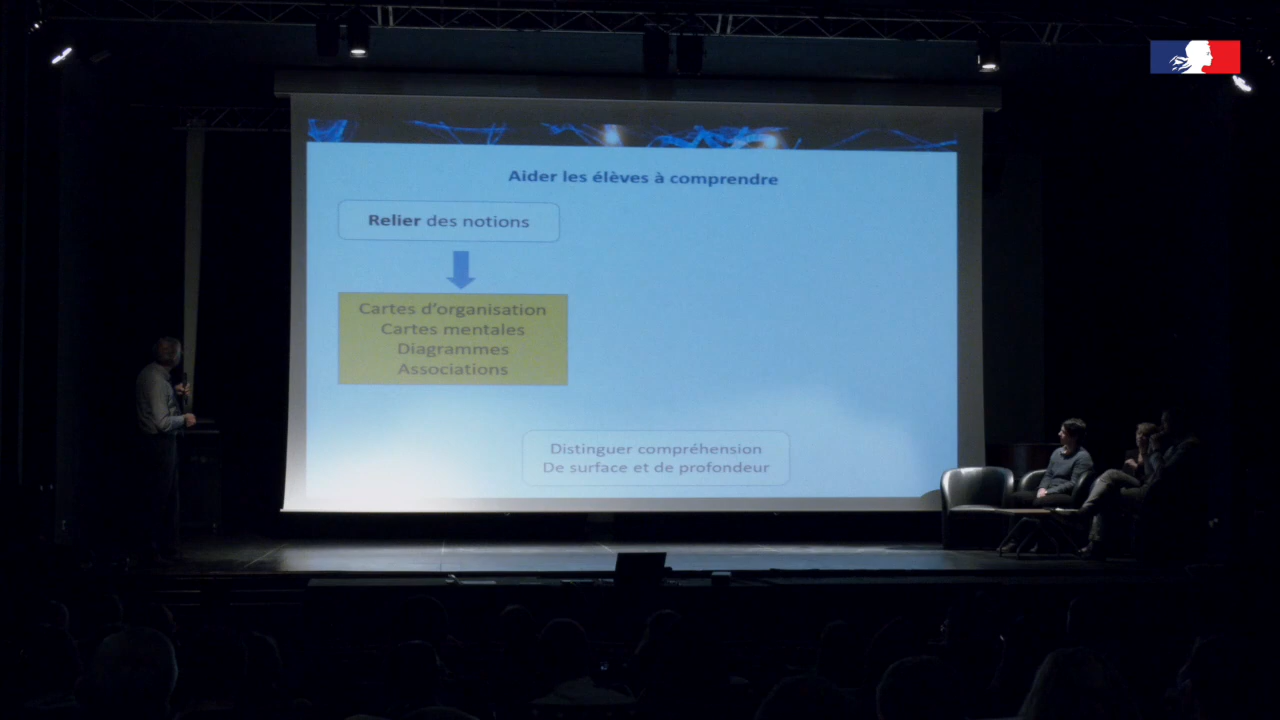 Aider les élèves à comprendre
Relier des notions
Cartes d'organisation
Cartes mentales
Diagrammes
Associations
Distinguer compréhension
De surface et de profondeur